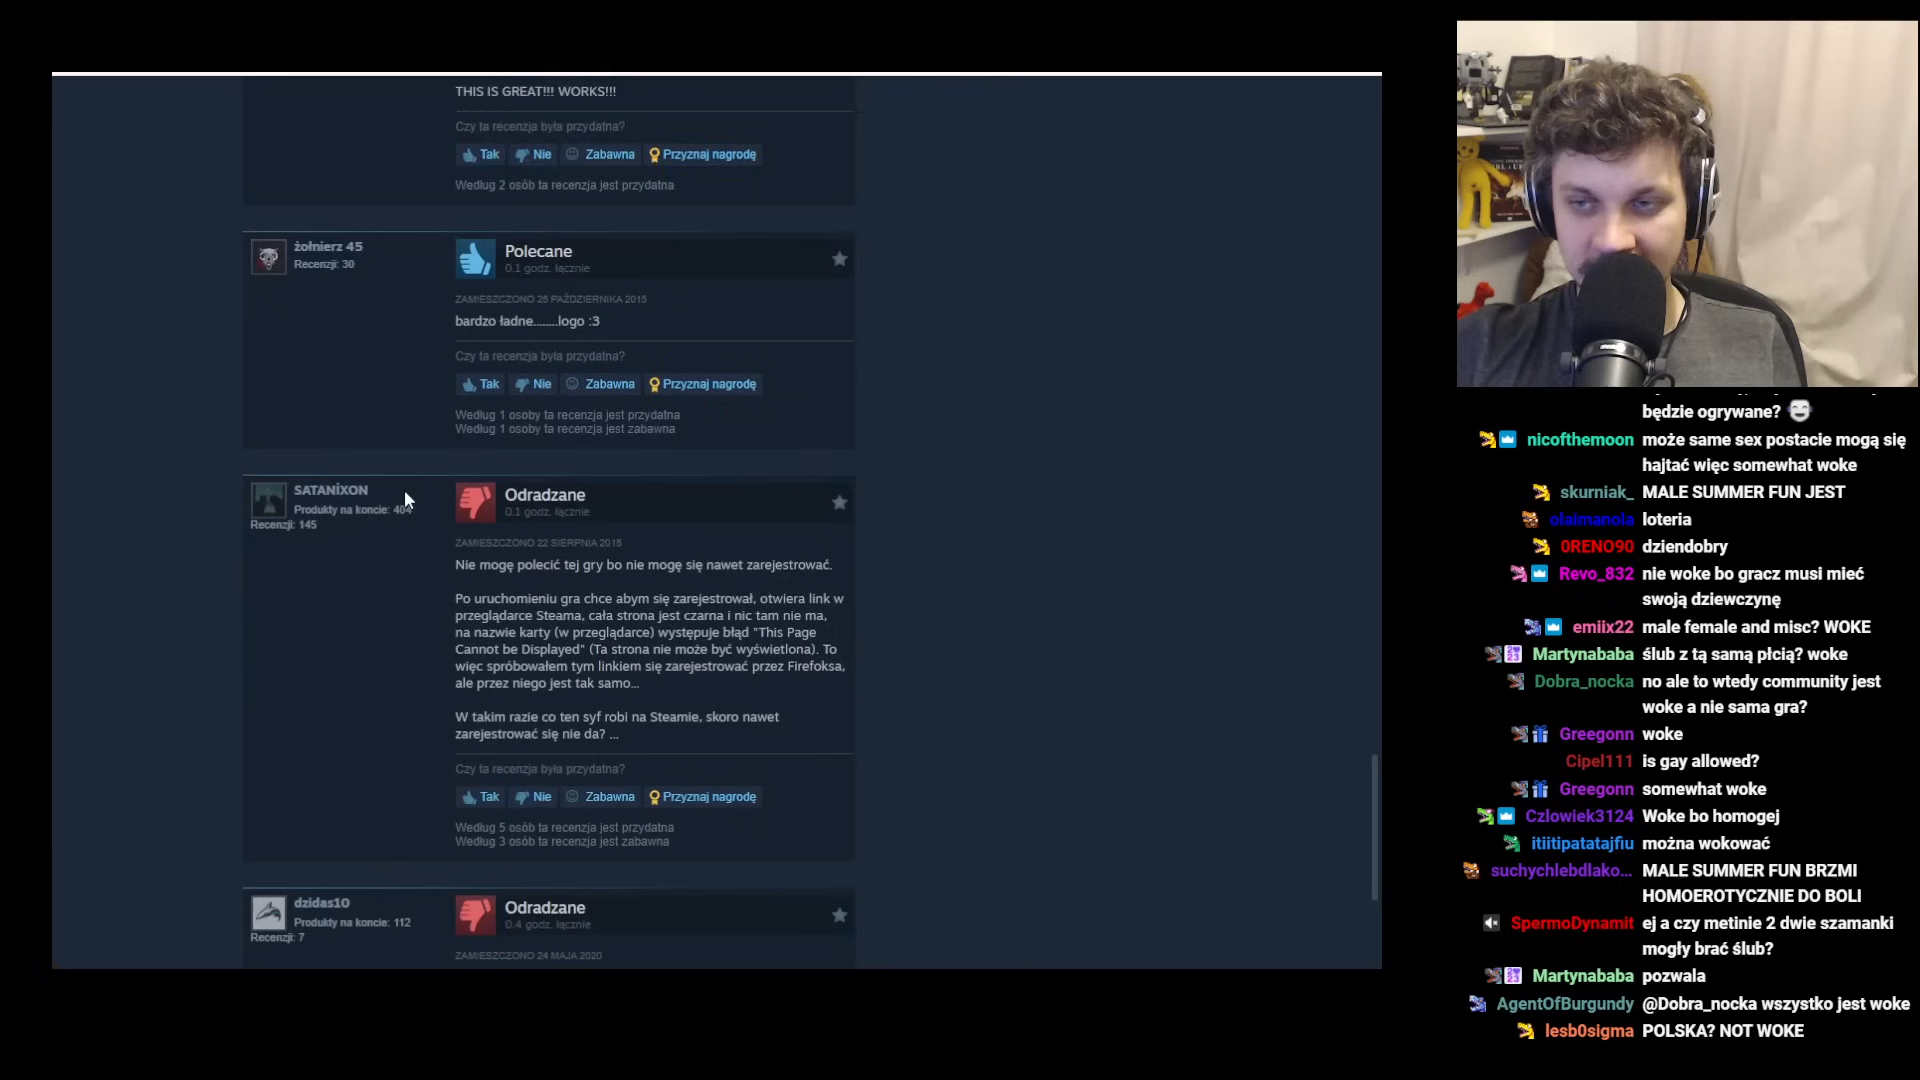 THIS IS GREAT!!! WORKS!!!
Czy ta recenzja była przydatna?
Tak Nie Zabawna Przyznaj nagrodę
Według 2 osób ta recenzja jest przydatna
żołnierz 45
Recenzji: 30
Polecane
0.1 godz. łącznie
ZAMIESZCZONO 25 PAŹDZIERNIKA 2015
bardzo ładne........logo :3
Czy ta recenzja była przydatna?
Tak Nie Zabawna Przyznaj nagrodę
Według 1 osoby ta recenzja jest przydatna
Według 1 osoby ta recenzja jest zabawna
SATANİXON
Produkty na koncie: 404
Recenzji: 145
Odradzane
0.1 godz. łącznie
ZAMIESZCZONO 22 SIERPNIA 2015
Nie mogę polecić tej gry bo nie mogę się nawet zarejestrować.
Po uruchomieniu gra chce abym się zarejestrował, otwiera link w
przeglądarce Steama, cała strona jest czarna i nic tam nie ma,
na nazwie karty (w przeglądarce) występuje błąd "This Page
Cannot be Displayed" (Ta strona nie może być wyświetlona). To
więc spróbowałem tym linkiem się zarejestrować przez Firefoksa,
ale przez niego jest tak samo...
W takim razie co ten syf robi na Steamie, skoro nawet
zarejestrować się nie da? ...
Czy ta recenzja była przydatna?
Tak Nie Zabawna Przyznaj nagrodę
Według 5 osób ta recenzja jest przydatna
Według 3 osób ta recenzja jest zabawna
dzidas10
Produkty na koncie: 112
Recenzji: 7
Odradzane
0.4 godz. łącznie
ZAMIESZCZONO 24 MAJA 2020
będzie ogrywane?
nicofthemoon może same sex postacie mogą się
hajtać więc somewhat woke
skurniak_ MALE SUMMER FUN JEST
olaimanola loteria
0RENO90 dziendobry
Revo_832 nie woke bo gracz musi mieć
swoją dziewczynę
emiix22 male female and misc? WOKE
Martynababa ślub z tą samą płcią? woke
Dobra_nocka no ale to wtedy community jest
woke a nie sama gra?
Greegonn woke
Cipel111 is gay allowed?
Greegonn somewhat woke
Czlowiek3124 Woke bo homogej
itiitipatatajfiu można wokować
suchychlebdlako... MALE SUMMER FUN BRZMI
HOMOEROTYCZNIE DO BOLI
SpermoDynamit ej a czy metinie 2 dwie szamanki
mogły brać ślub?
Martynababa pozwala
AgentOfBurgundy @Dobra_nocka wszystko jest woke
lesb0sigma POLSKA? NOT WOKE